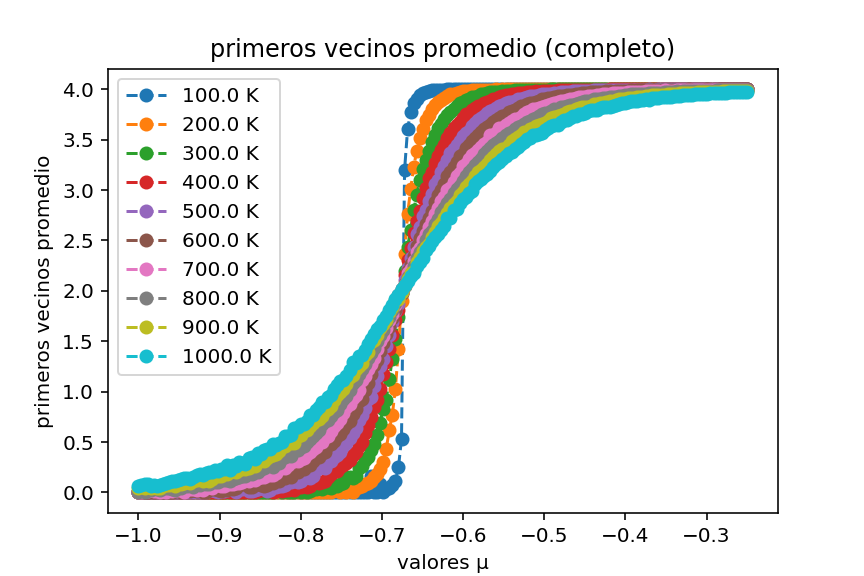 primeros vecinos promedio (completo)
primeros vecinos promedio
4.0
3.5
3.0
2.5
2.0
1.5
1.0
0.5
0.0
100.0 K
200.0 K
300.0 K
400.0 K
500.0 K
600.0 K
700.0 K
800.0 K
900.0 K
1000.0 K
−1.0 −0.9 −0.8 −0.7 −0.6 −0.5 −0.4 −0.3
valores μ